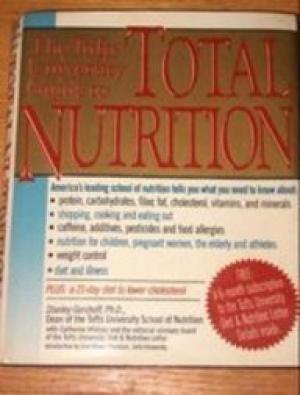 The Tufts
University
Guide to
TOTAL
NUTRITION
America's leading school of nutrition tells you what you need to know about:
• protein, carbohydrates, fiber, fat, cholesterol, vitamins, and minerals
• shopping, cooking and eating out
• caffeine, additives, pesticides and food allergies
• nutrition for children, pregnant women, the elderly and athletes
• weight control
• diet and illness
PLUS: a 21-day diet to lower cholesterol
FREE
A 6-month subscription
to the Tufts University
Diet & Nutrition Letter
Details inside
Stanley Gershoff, Ph.D.,
Dean of the Tufts University School of Nutrition
with Catherine Whitney and the editorial advisory board
of the Tufts University Diet & Nutrition Letter